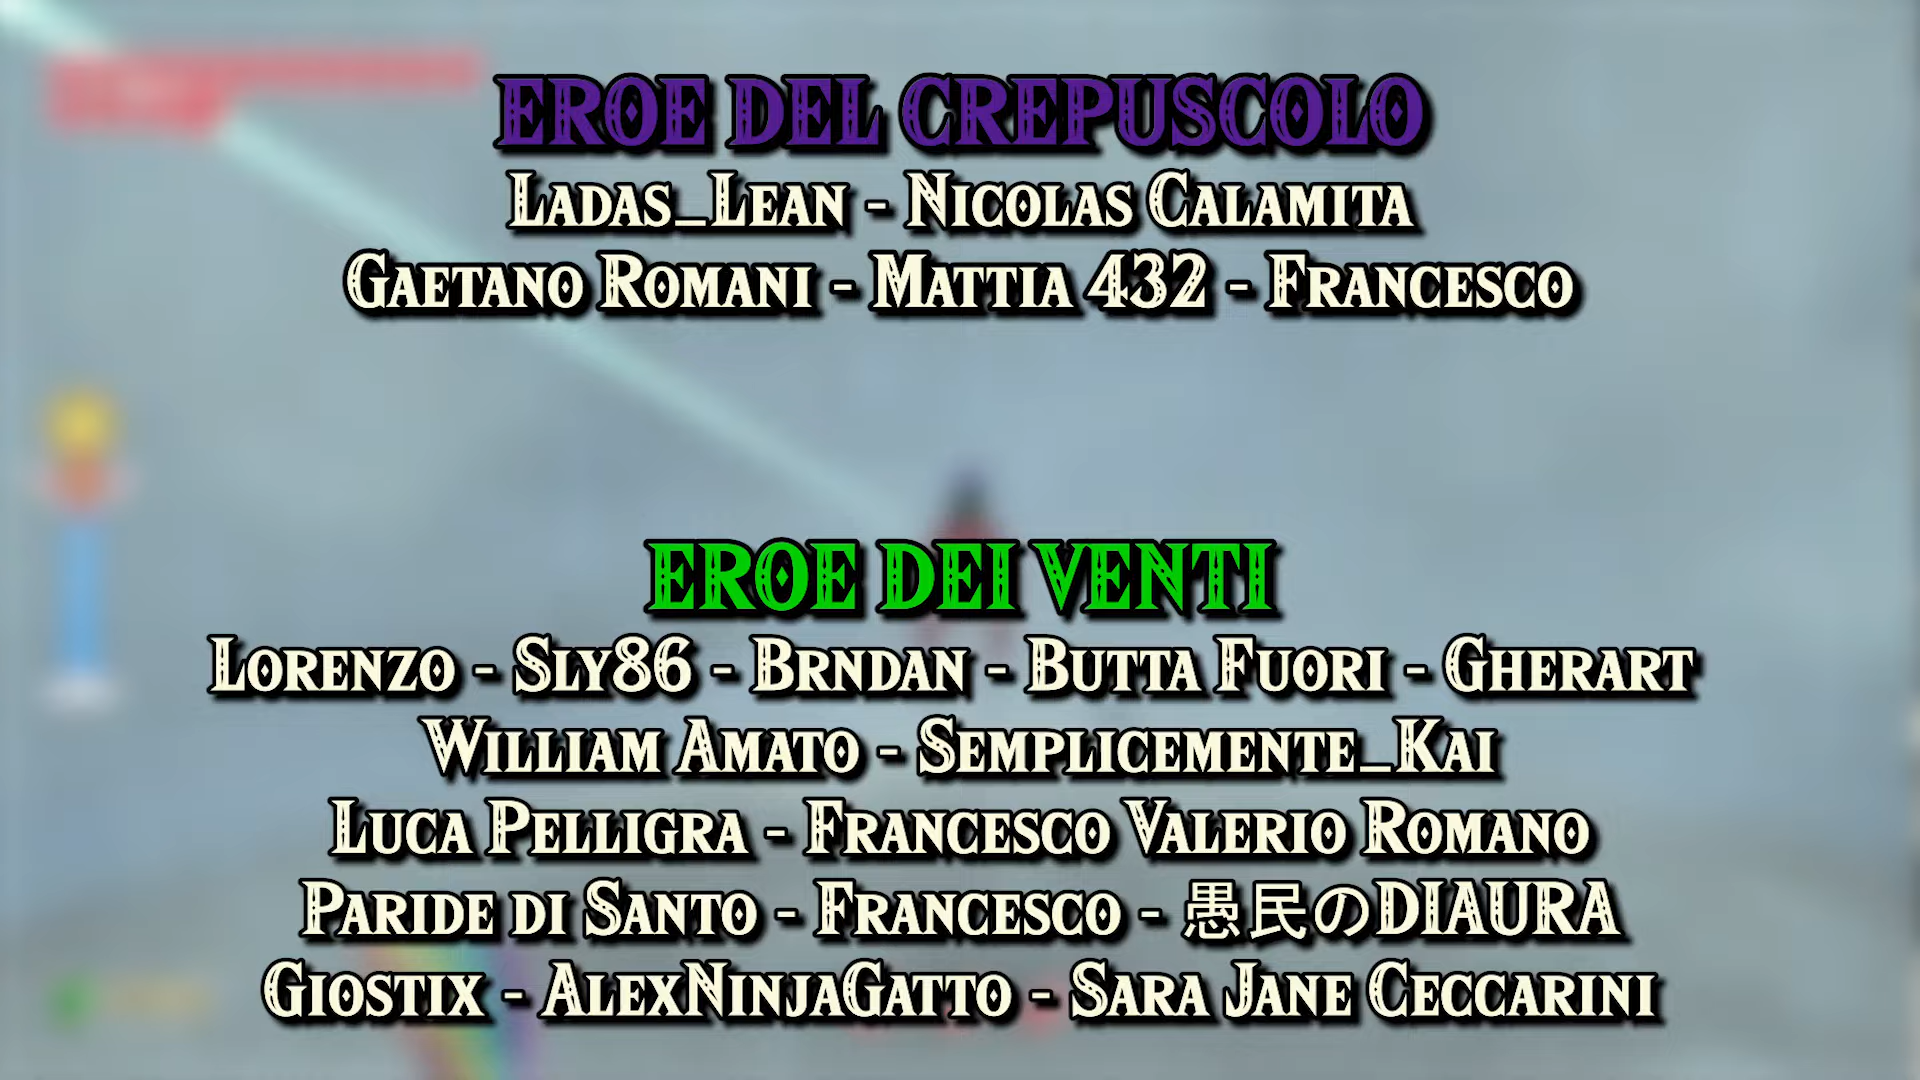 EROE DEL CREPUSCOLO
Ladas_Lean - Nicolas Calamita
Gaetano Romani - Mattia 432 - Francesco
EROE DEI VENTI
Lorenzo - Sly86 - Brndan - Butta Fuori - Gherart
William Amato - Semplicemente_Kai
Luca Pelligra - Francesco Valerio Romano
Paride di Santo - Francesco - 愚民のDIAURA
Giostix - AlexNinjaGatto - Sara Jane Ceccarini